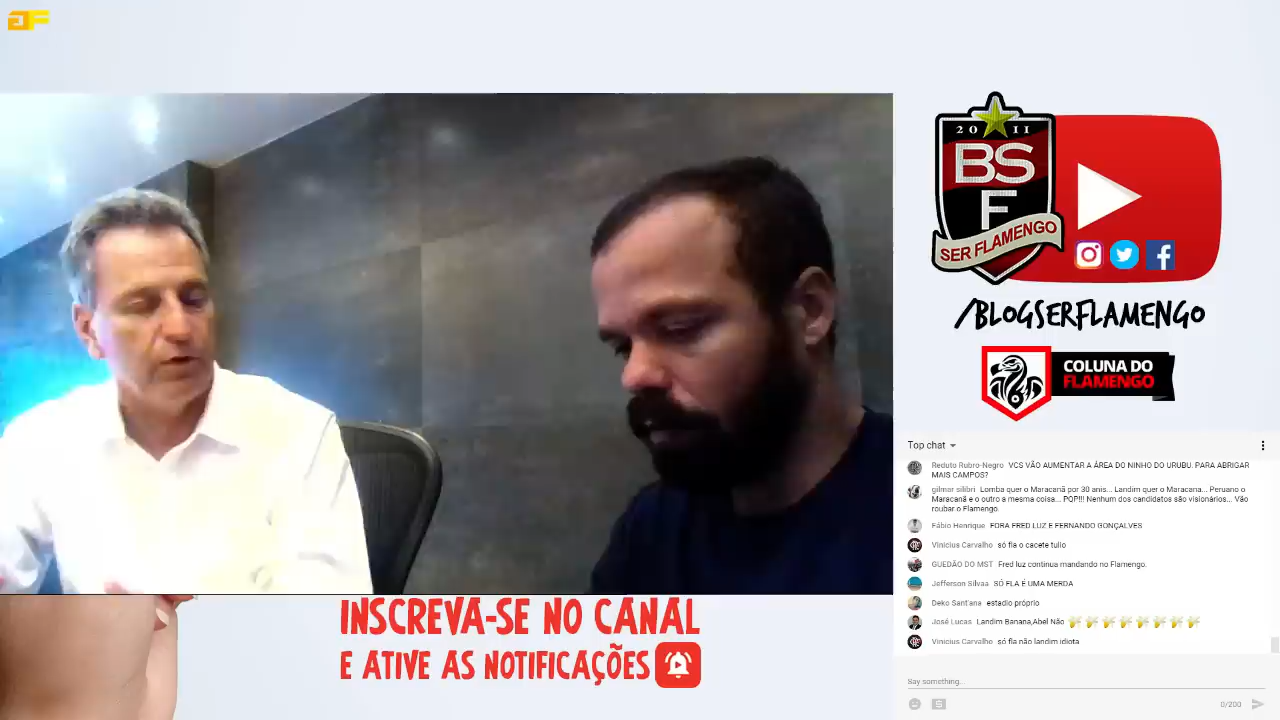 GF
2011
BSF
SER FLAMENGO
/BLOGSERFLAMENGO
COLUNA DO
FLAMENGO
Top chat
Reduto Rubro-Negro VCS VÃO AUMENTAR A ÁREA DO NINHO DO URUBU. PARA ABRIGAR
MAIS CAMPOS?
gilmar silibri Lomba quer o Maracanã por 30 anis... Landim quer o Maracana... Peruano o
Maracanã e o outro a mesma coisa... PQP!!! Nenhum dos candidatos são visionários... Vão
roubar o Flamengo.
Fábio Henrique FORA FRED LUZ E FERNANDO GONÇALVES
Vinicius Carvalho só fla o cacete tulio
GUEDÃO DO MST Fred luz continua mandando no Flamengo.
Jefferson Silvaa SÓ FLA É UMA MERDA
Deko Sant'ana estadio próprio
José Lucas Landim Banana,Abel Não
Vinicius Carvalho só fla não landim idiota
Say something...
0/200
INSCREVA-SE NO CANAL
E ATIVE AS NOTIFICAÇÕES